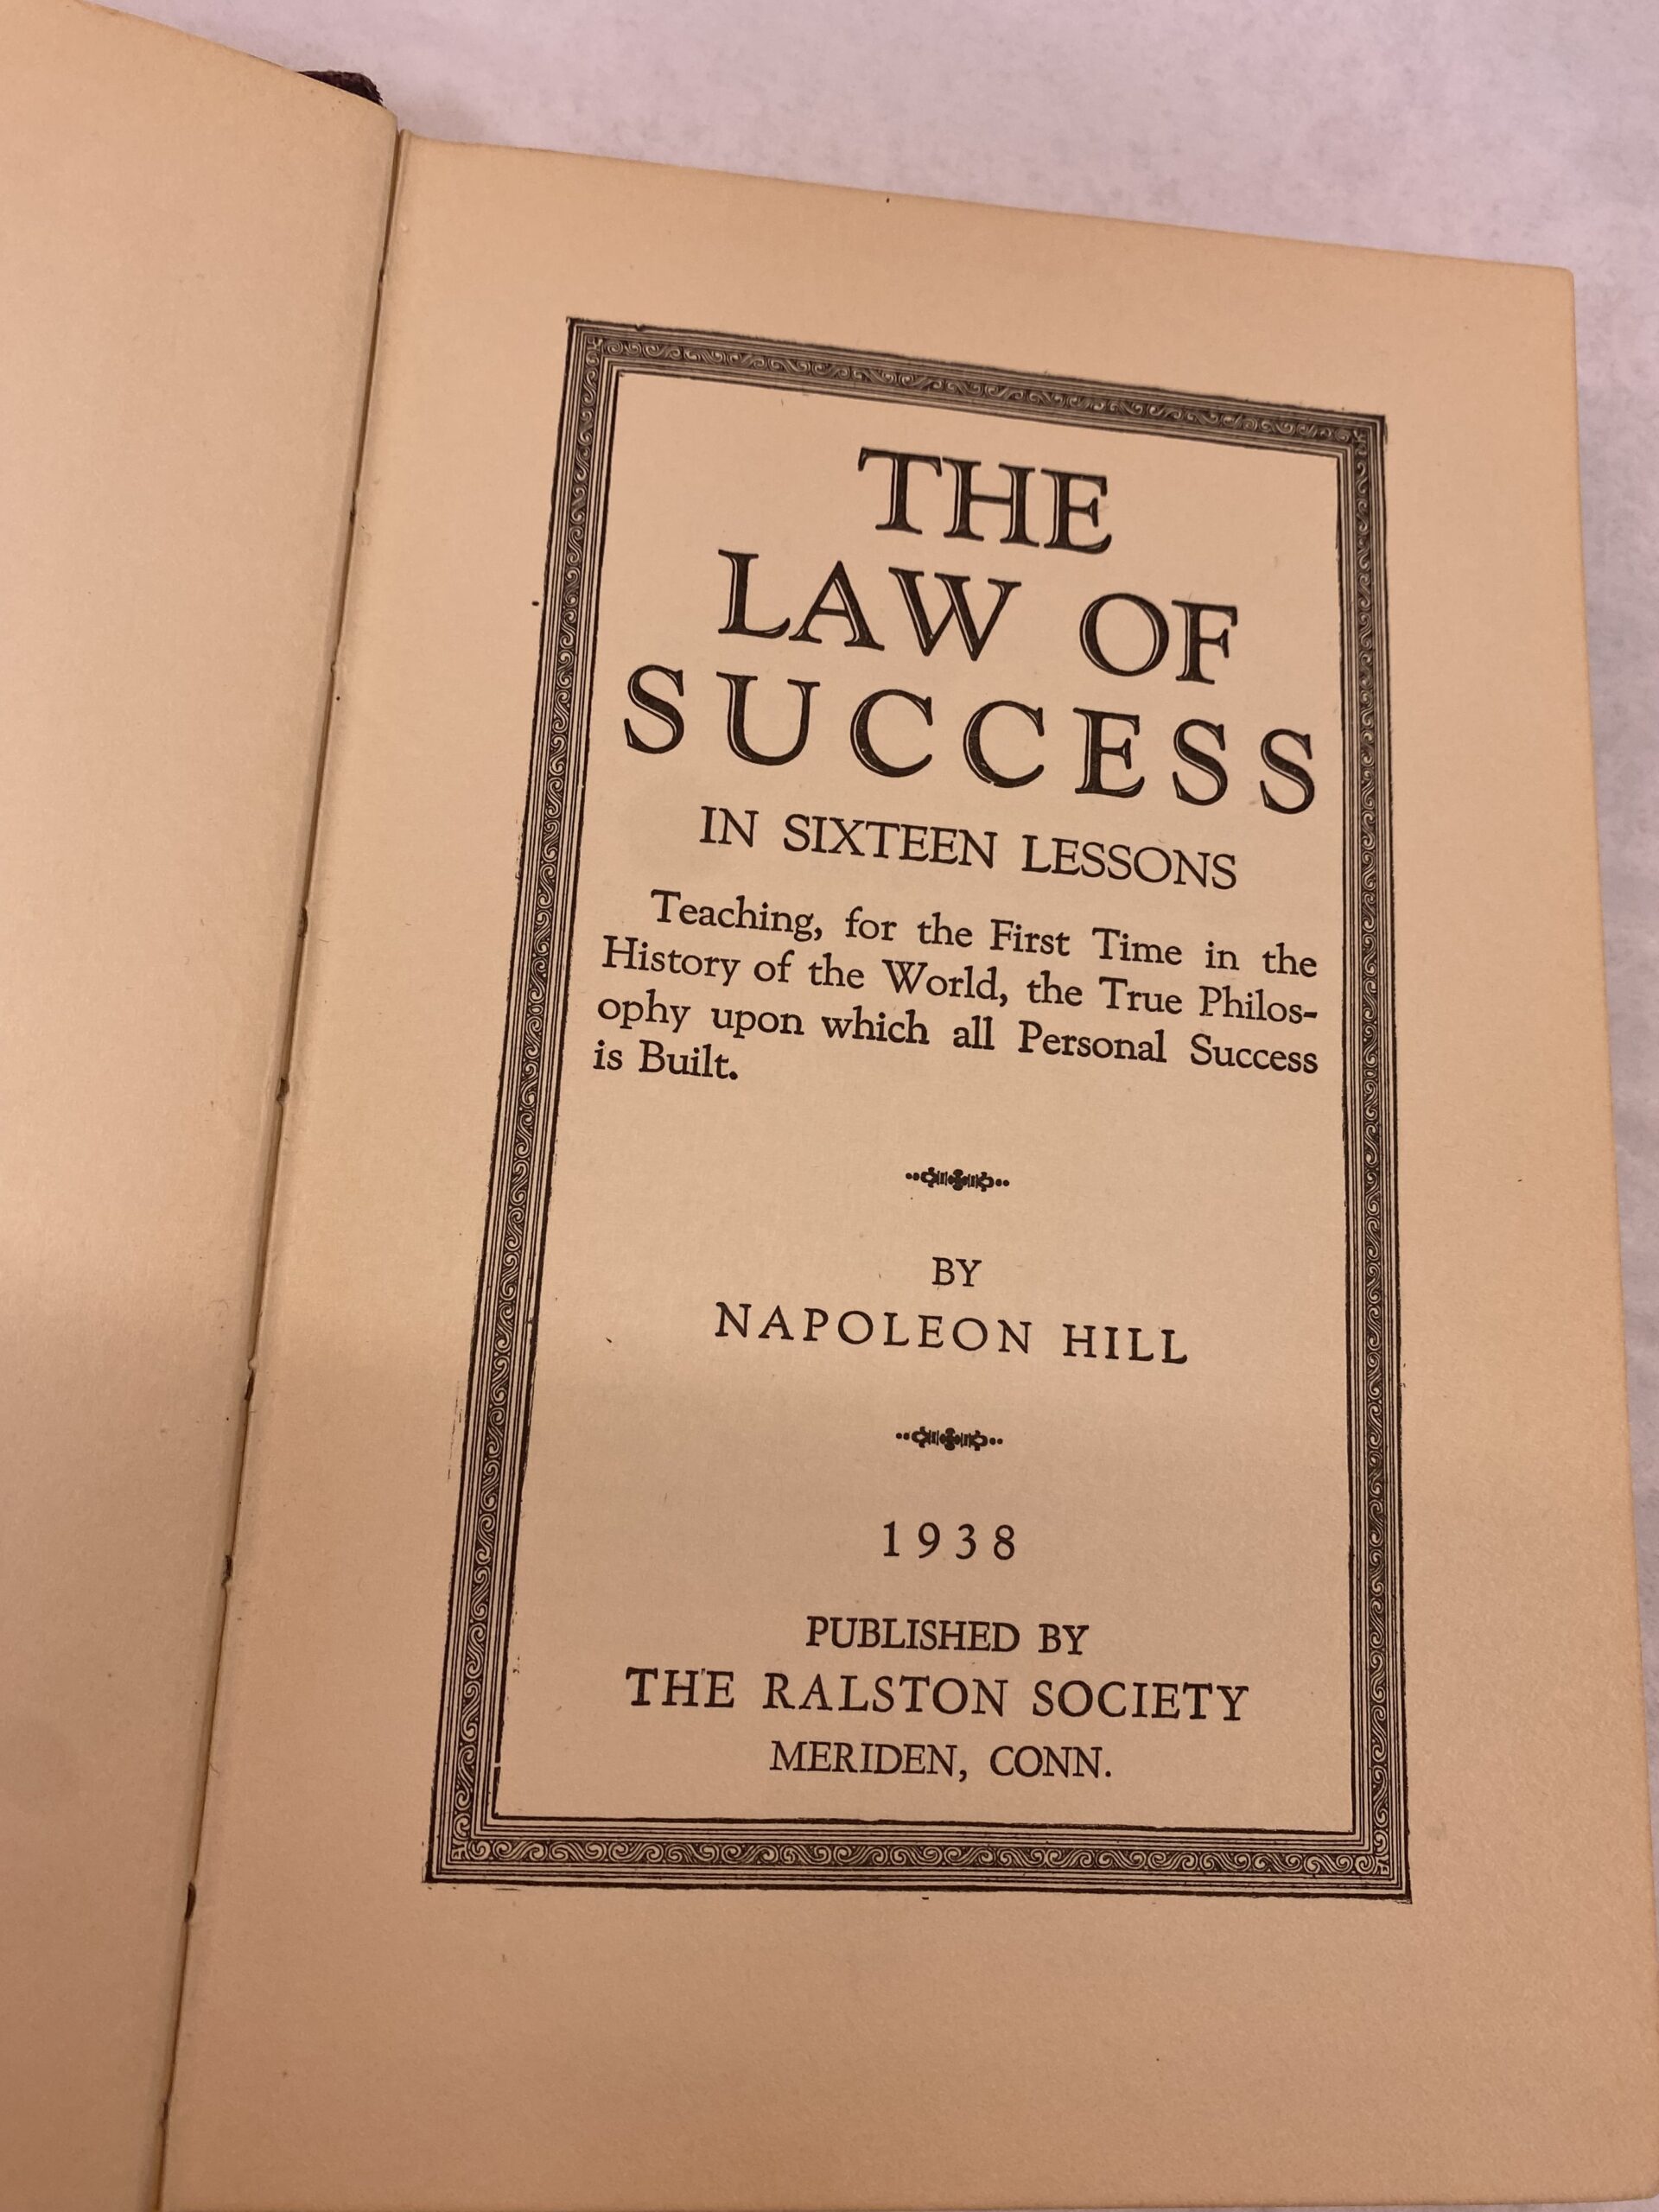 THE
LAW OF
SUCCESS
IN SIXTEEN LESSONS
Teaching, for the First Time in the
History of the World, the True Philos-
ophy upon which all Personal Success
is Built.
BY
NAPOLEON HILL
1938
PUBLISHED BY
THE RALSTON SOCIETY
MERIDEN, CONN.